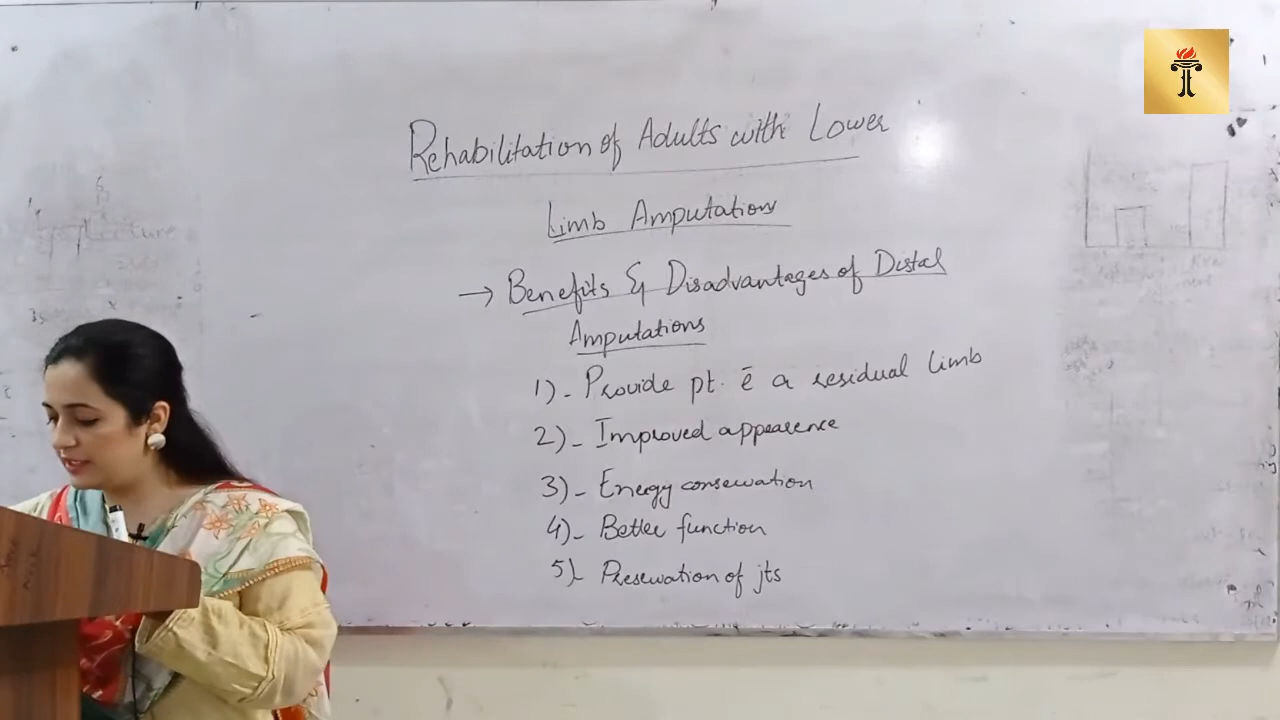 Rehabilitation of Adults with Lower
Limb Amputation
→ Benefits & Disadvantages of Distal
Amputations
1)- Provide pt. c̄ a residual limb
2)- Improved appearence
3)- Energy conservation
4)- Better function
5)- Preservation of jts